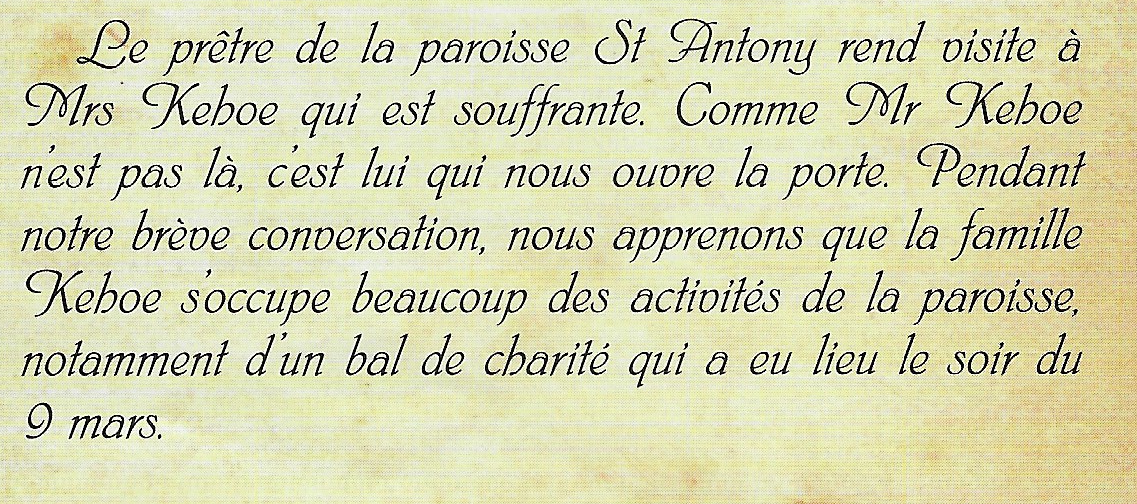 Le prêtre de la paroisse St Antony rend visite à
Mrs Kehoe qui est souffrante. Comme Mr Kehoe
n'est pas là, c'est lui qui nous ouvre la porte. Pendant
notre brève conversation, nous apprenons que la famille
Kehoe s'occupe beaucoup des activités de la paroisse,
notamment d'un bal de charité qui a eu lieu le soir du
9 mars.